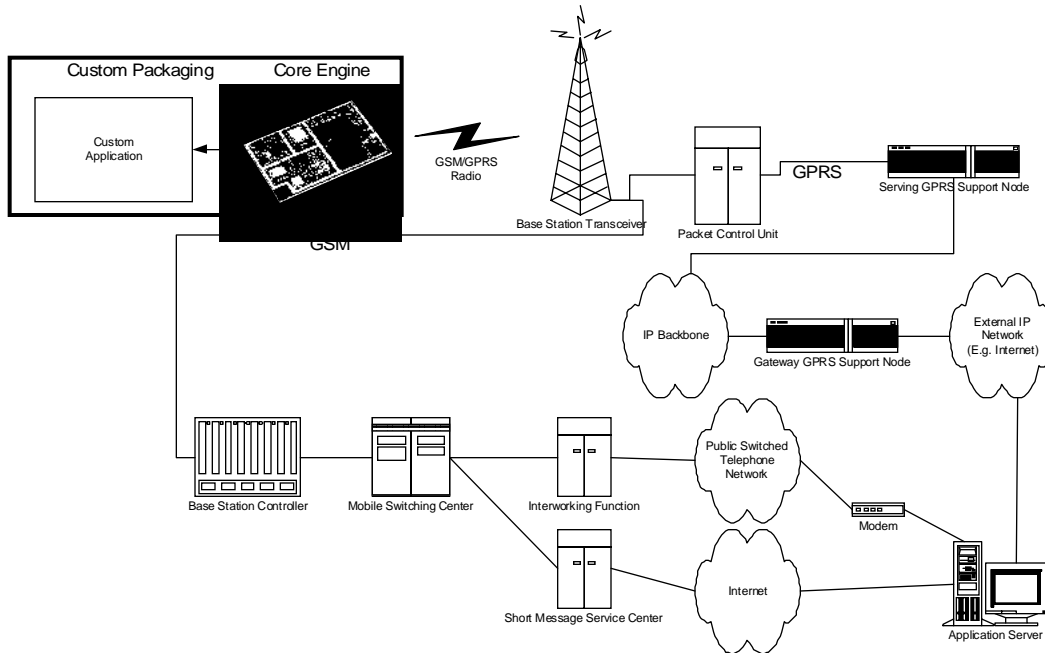 Custom Packaging
Core Engine
Custom
Application
GSM/GPRS
Radio
Base Station Transceiver
Packet Control Unit
GPRS
Serving GPRS Support Node
GSM
IP Backbone
Gateway GPRS Support Node
External IP
Network
(E.g. Internet)
Base Station Controller
Mobile Switching Center
Interworking Function
Public Switched
Telephone
Network
Modem
Short Message Service Center
Internet
Application Server